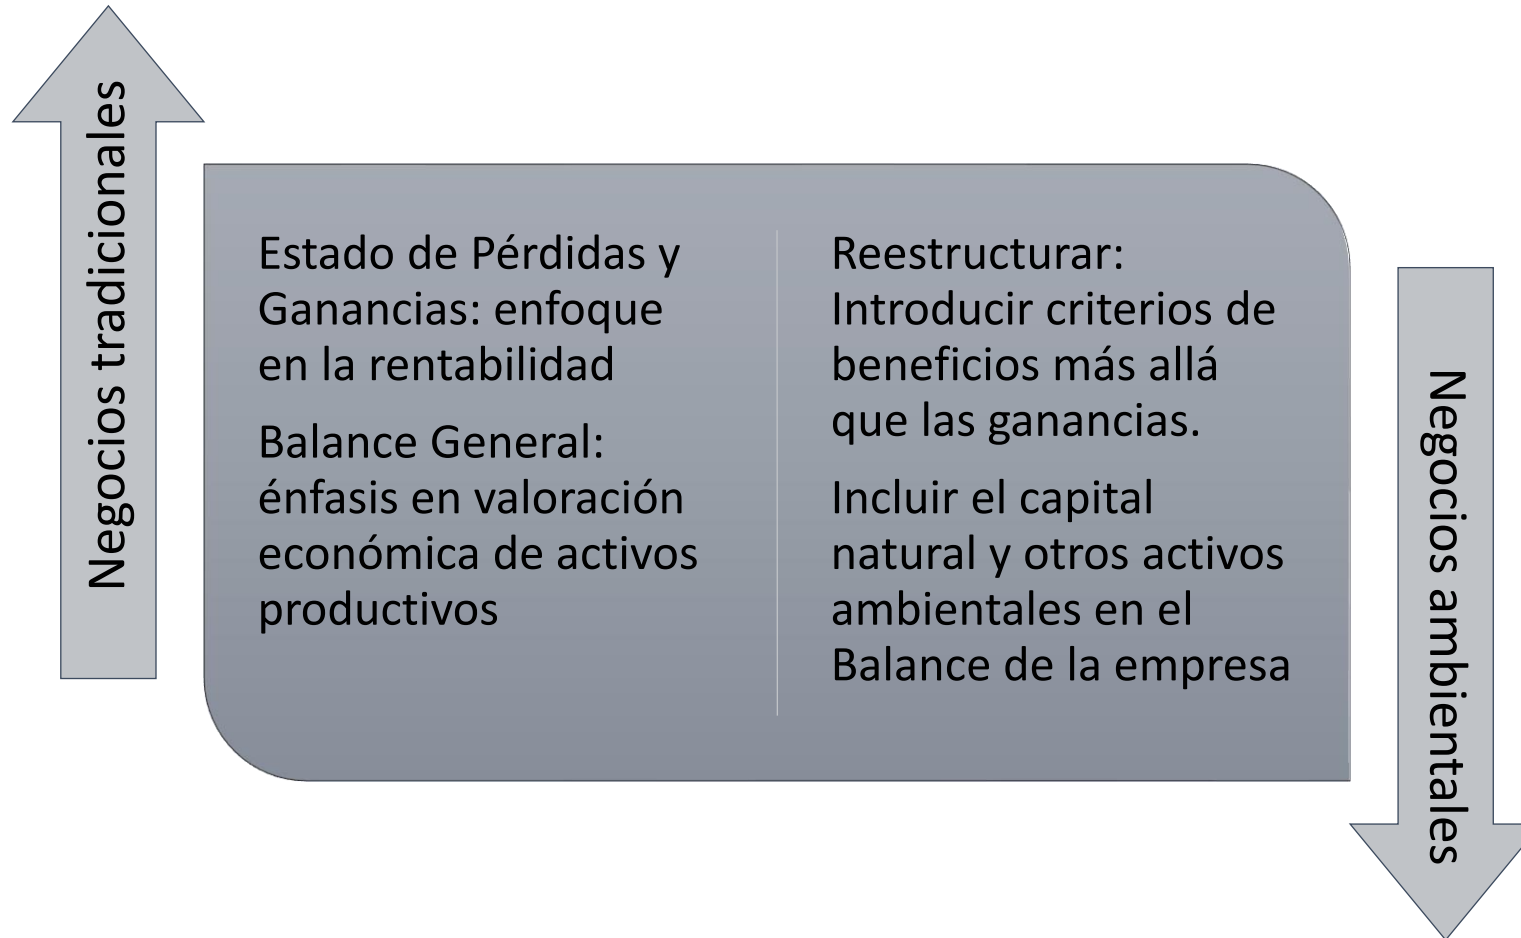 Negocios tradicionales
Estado de Pérdidas y
Ganancias: enfoque
en la rentabilidad
Balance General:
énfasis en valoración
económica de activos
productivos
Reestructurar:
Introducir criterios de
beneficios más allá
que las ganancias.
Incluir el capital
natural y otros activos
ambientales en el
Balance de la empresa
Negocios ambientales